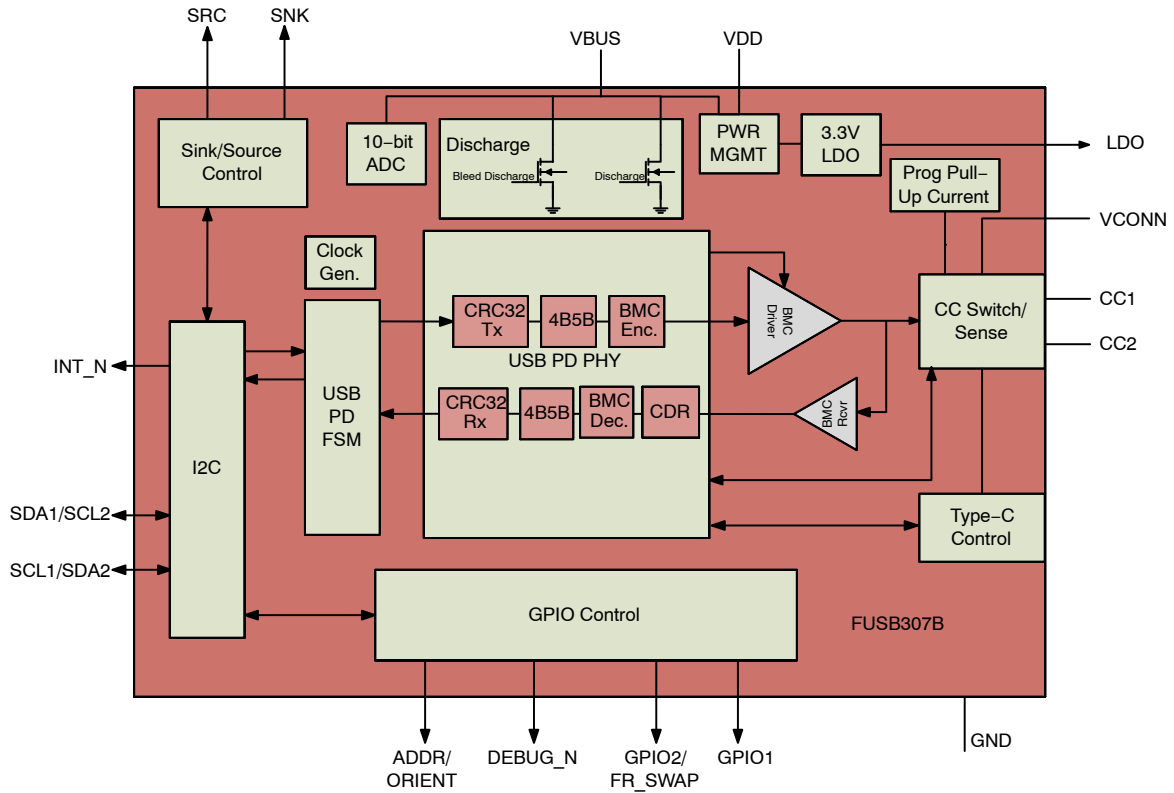 SRC
SNK
VBUS
VDD
Sink/Source
Control
10−bit
ADC
Discharge
Bleed Discharge
Discharge
PWR
MGMT
3.3V
LDO
LDO
Prog Pull−
Up Current
VCONN
Clock
Gen.
CRC32
Tx
4B5B
BMC
Enc.
USB PD PHY
BMC
Driver
CC Switch/
Sense
CC1
CC2
INT_N
USB
PD
FSM
CRC32
Rx
4B5B
BMC
Dec.
CDR
BMC
Rcvr
I2C
SDA1/SCL2
SCL1/SDA2
Type−C
Control
GPIO Control
FUSB307B
ADDR/
ORIENT
DEBUG_N
GPIO2/
FR_SWAP
GPIO1
GND